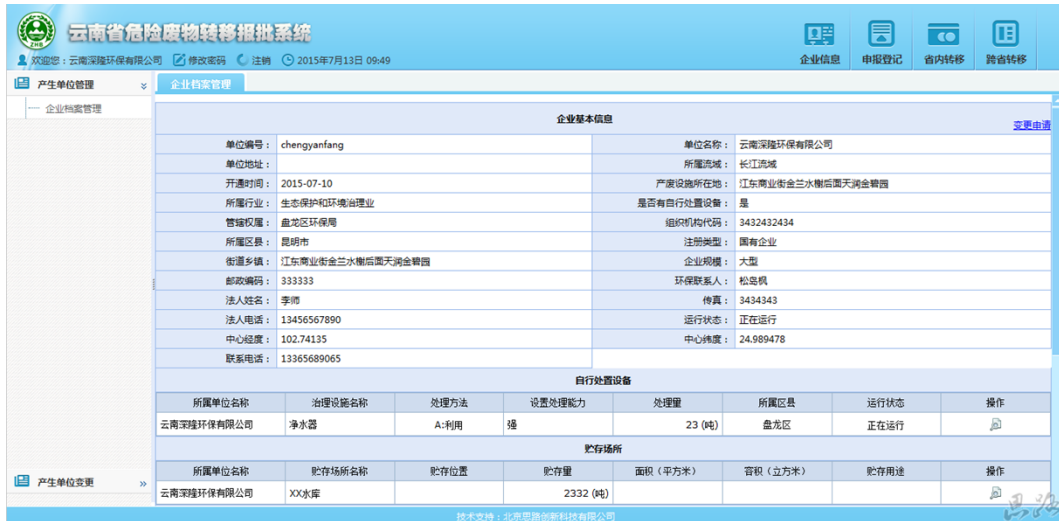 云南省危险废物转移报批系统
ZHB
欢迎您：云南深隆环保有限公司 修改密码 注销 2015年7月13日 09:49
企业信息 申报登记 省内转移 跨省转移
产生单位管理
企业档案管理
企业档案管理
企业基本信息
变更申请
单位编号： chengyanfang 单位名称： 云南深隆环保有限公司
单位地址： 所属流域： 长江流域
开通时间： 2015-07-10 产废设施所在地： 江东商业街金兰水榭后面天润金碧园
所属行业： 生态保护和环境治理业 是否有自行处置设备： 是
管辖权属： 盘龙区环保局 组织机构代码： 3432432434
所属区县： 昆明市 注册类型： 国有企业
街道乡镇： 江东商业街金兰水榭后面天润金碧园 企业规模： 大型
邮政编码： 333333 环保联系人： 松岛枫
法人姓名： 李师 传真： 3434343
法人电话： 13456567890 运行状态： 正在运行
中心经度： 102.74135 中心纬度： 24.989478
联系电话： 13365689065
自行处置设备
所属单位名称 治理设施名称 处理方法 设置处理能力 处理量 所属区县 运行状态 操作
云南深隆环保有限公司 净水器 A:利用 强 23 (吨) 盘龙区 正在运行
贮存场所
所属单位名称 贮存场所名称 贮存位置 贮存量 面积（平方米） 容积（立方米） 贮存用途 操作
云南深隆环保有限公司 XX水库 2332 (吨)
产生单位变更
技术支持：北京思路创新科技有限公司
思路